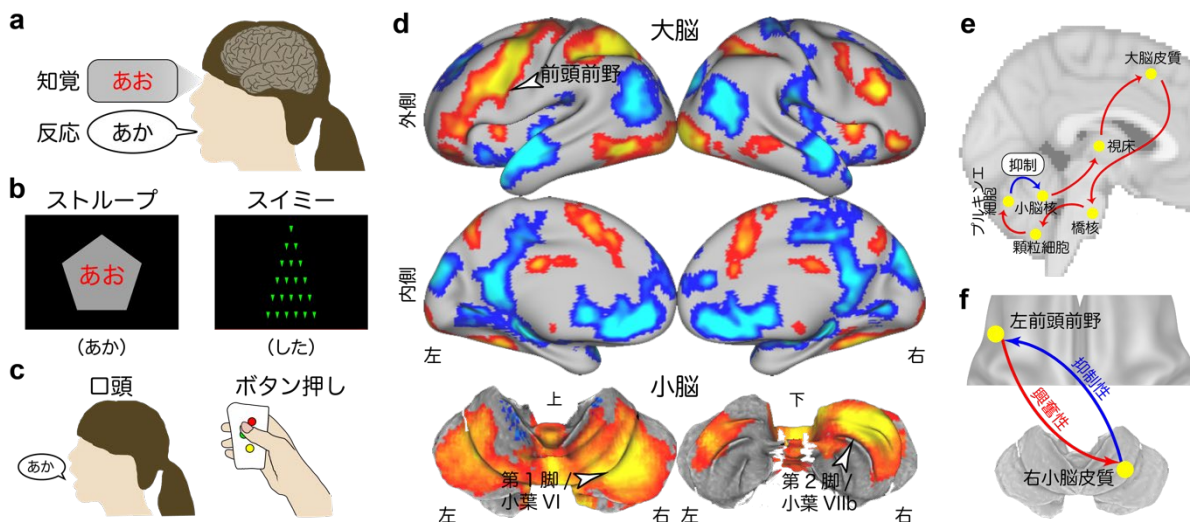 a
知覚
あお
反応
あか
b
ストループ
スイミー
あお
(あか)
(した)
c
口頭
ボタン押し
あか
d
大脳
前頭前野
外側
内側
左
右
小脳
上
下
第1脚/
小葉 VI
第2脚/
小葉 VIIb
左
右
左
右
e
大脳皮質
視床
抑制
プルキンエ
細胞
小脳核
橋核
顆粒細胞
f
左前頭前野
抑制性
興奮性
右小脳皮質